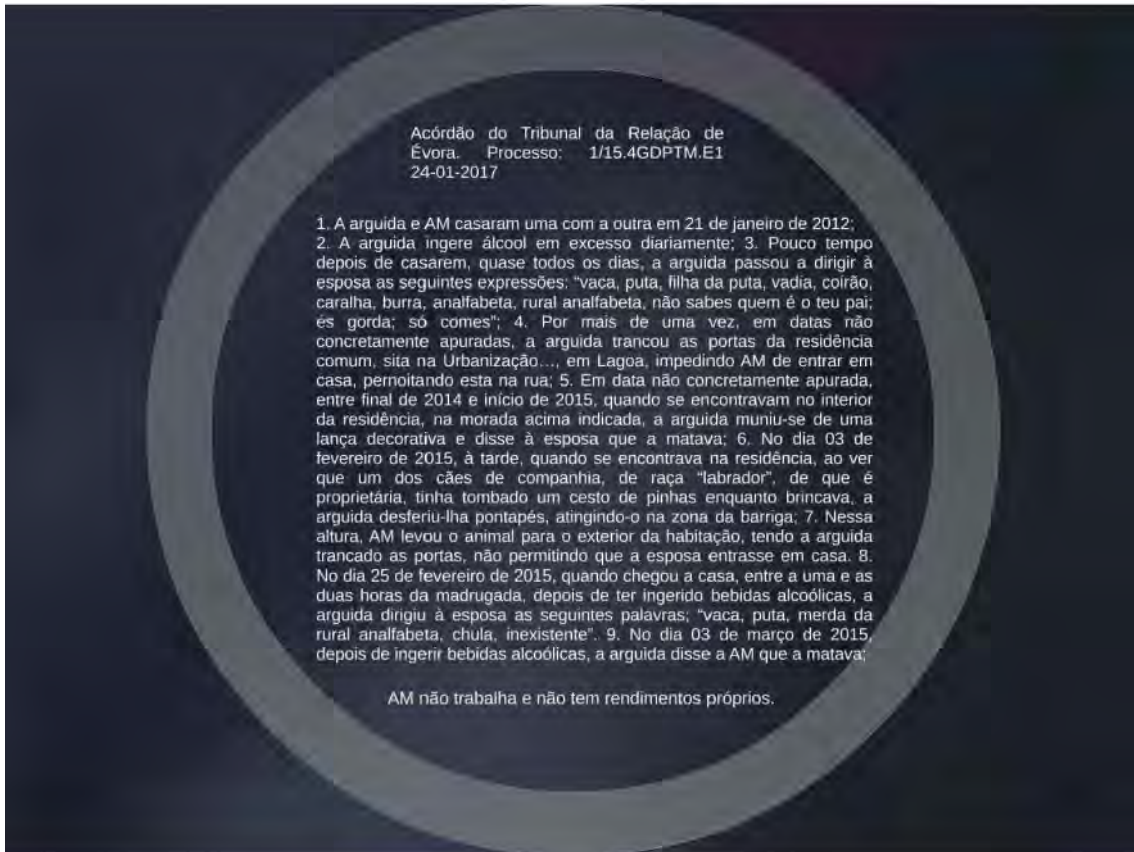 Acórdão do Tribunal da Relação de
Évora. Processo: 1/15.4GDPTM.E1
24-01-2017
1. A arguida e AM casaram uma com a outra em 21 de janeiro de 2012;
2. A arguida ingere álcool em excesso diariamente; 3. Pouco tempo
depois de casarem, quase todos os dias, a arguida passou a dirigir à
esposa as seguintes expressões: “vaca, puta, filha da puta, vadia, coirão,
caralha, burra, analfabeta, rural analfabeta, não sabes quem é o teu pai;
és gorda; só comes”; 4. Por mais de uma vez, em datas não
concretamente apuradas, a arguida trancou as portas da residência
comum, sita na Urbanização…, em Lagoa, impedindo AM de entrar em
casa, pernoitando esta na rua; 5. Em data não concretamente apurada,
entre final de 2014 e início de 2015, quando se encontravam no interior
da residência, na morada acima indicada, a arguida muniu-se de uma
lança decorativa e disse à esposa que a matava; 6. No dia 03 de
fevereiro de 2015, à tarde, quando se encontrava na residência, ao ver
que um dos cães de companhia, de raça “labrador”, de que é
proprietária, tinha tombado um cesto de pinhas enquanto brincava, a
arguida desferiu-lha pontapés, atingindo-o na zona da barriga; 7. Nessa
altura, AM levou o animal para o exterior da habitação, tendo a arguida
trancado as portas, não permitindo que a esposa entrasse em casa. 8.
No dia 25 de fevereiro de 2015, quando chegou a casa, entre a uma e as
duas horas da madrugada, depois de ter ingerido bebidas alcoólicas, a
arguida dirigiu à esposa as seguintes palavras; “vaca, puta, merda da
rural analfabeta, chula, inexistente”. 9. No dia 03 de março de 2015,
depois de ingerir bebidas alcoólicas, a arguida disse a AM que a matava;
AM não trabalha e não tem rendimentos próprios.